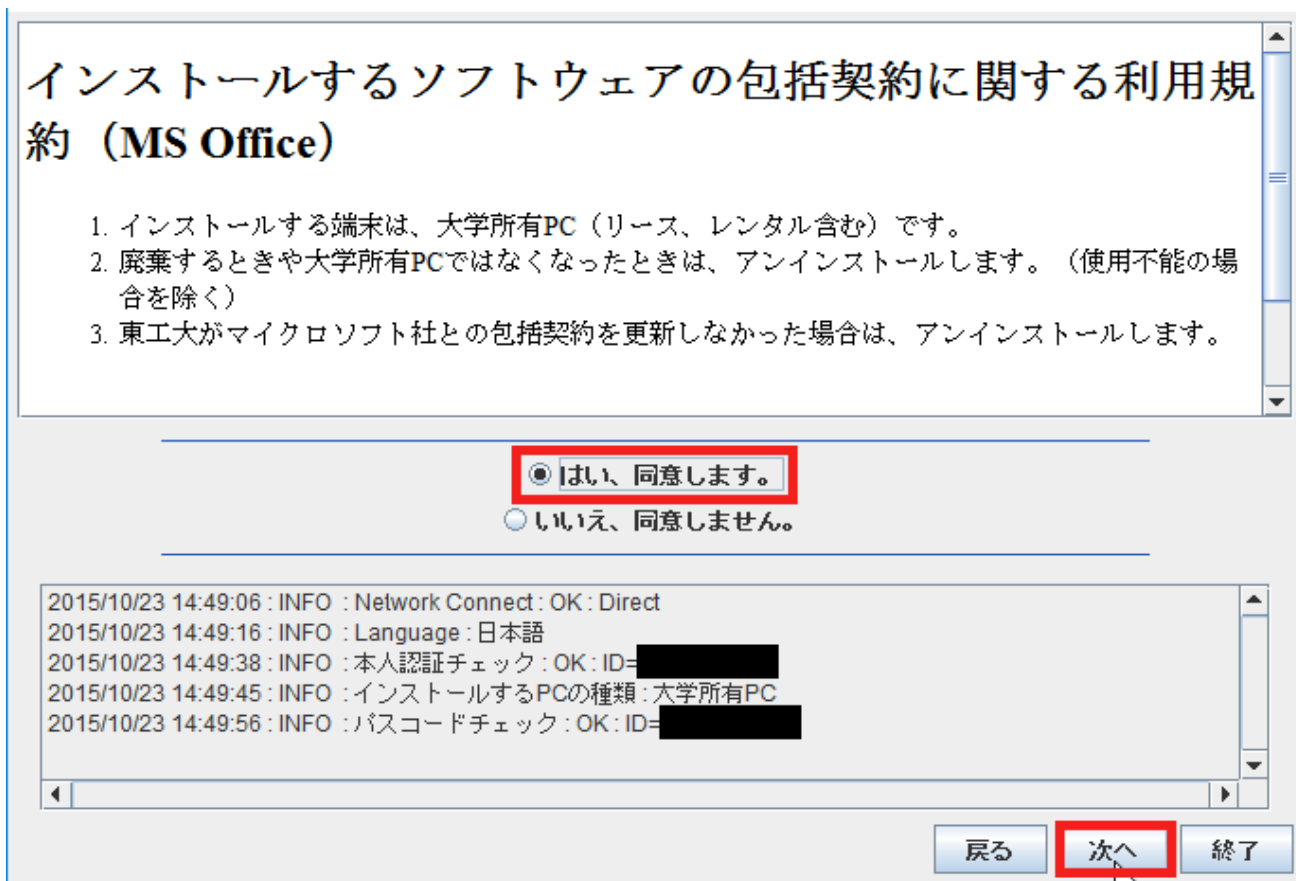 インストールするソフトウェアの包括契約に関する利用規
約（MS Office）
1. インストールする端末は、大学所有PC（リース、レンタル含む）です。
2. 廃棄するときや大学所有PCではなくなったときは、アンインストールします。（使用不能の場
合を除く）
3. 東工大がマイクロソフト社との包括契約を更新しなかった場合は、アンインストールします。
はい、同意します。
いいえ、同意しません。
2015/10/23 14:49:06 : INFO : Network Connect : OK : Direct
2015/10/23 14:49:16 : INFO : Language : 日本語
2015/10/23 14:49:38 : INFO : 本人認証チェック : OK : ID=
2015/10/23 14:49:45 : INFO : インストールするPCの種類 : 大学所有PC
2015/10/23 14:49:56 : INFO : パスコードチェック : OK : ID=
戻る 次へ 終了